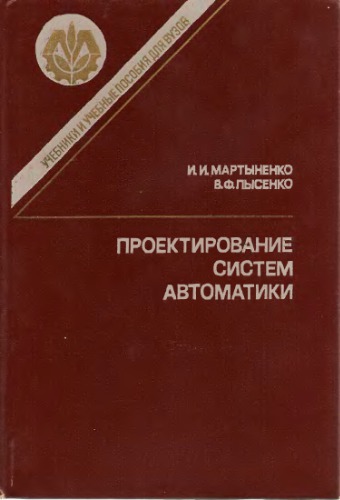 УЧЕБНИКИ И УЧЕБНЫЕ ПОСОБИЯ ДЛЯ ВУЗОВ
И. И. МАРТЫНЕНКО
В.Ф.ЛЫСЕНКО
ПРОЕКТИРОВАНИЕ
СИСТЕМ
АВТОМАТИКИ